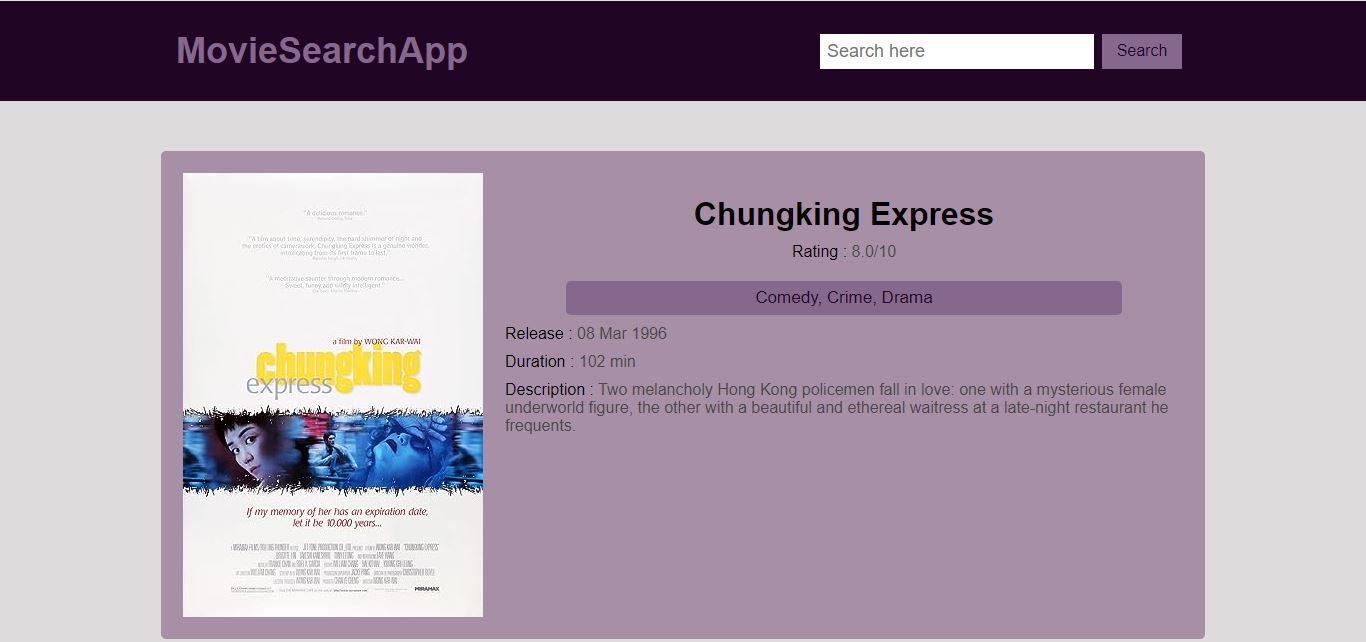 MovieSearchApp
Search here
Search
"A delicious romance."
"A film about time, serendipity, the hard shimmer of night and
the erotics of camerawork, Chungking Express is a genuine wonder,
intoxicating from its first frame to last."
"A meditative saunter through modern romance...
Sweet, funny and wildly intelligent."
a film by WONG KAR-WAI
chungking
express
If my memory of her has an expiration date,
let it be 10,000 years...
MIRAMAX
Chungking Express
Rating : 8.0/10
Comedy, Crime, Drama
Release : 08 Mar 1996
Duration : 102 min
Description : Two melancholy Hong Kong policemen fall in love: one with a mysterious female
underworld figure, the other with a beautiful and ethereal waitress at a late-night restaurant he
frequents.